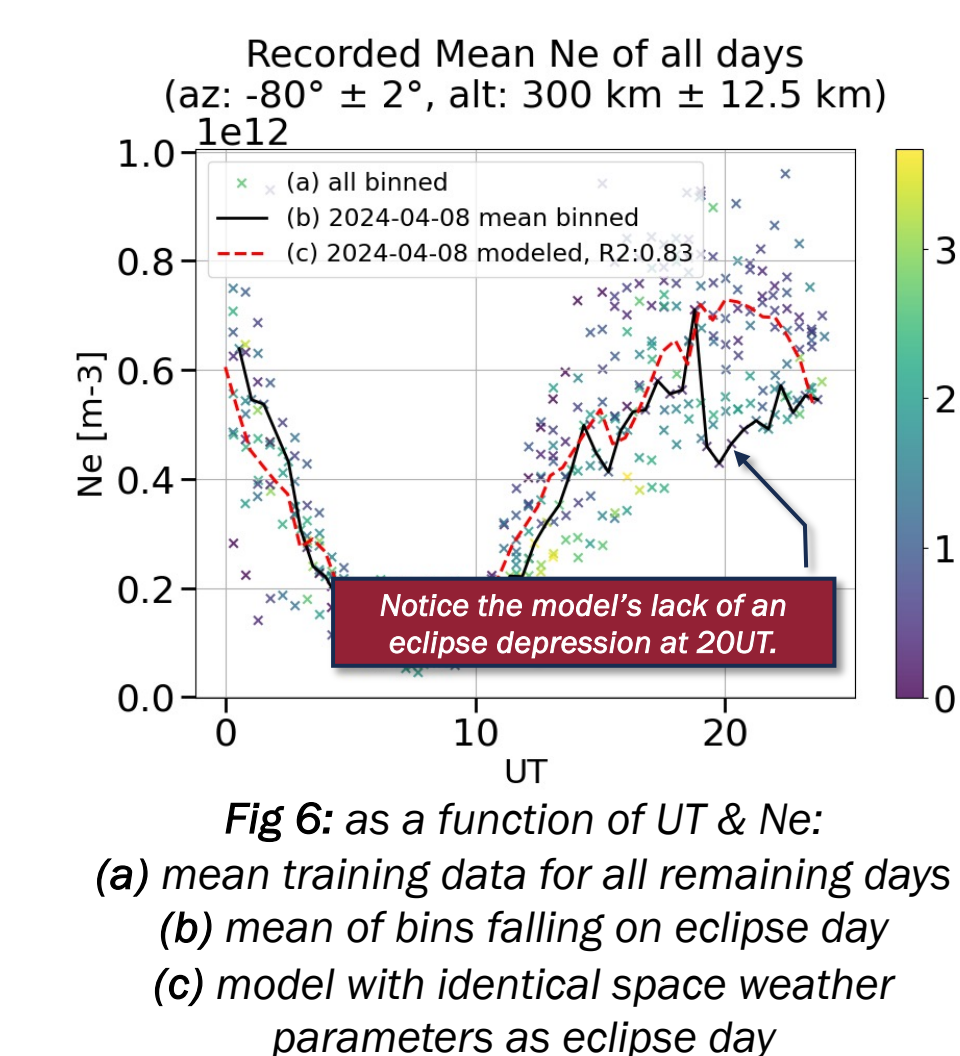 Recorded Mean Ne of all days
(az: -80° ± 2°, alt: 300 km ± 12.5 km)
1e12
1.0
0.8
0.6
0.4
0.2
0.0
Ne [m-3]
(a) all binned
(b) 2024-04-08 mean binned
(c) 2024-04-08 modeled, R2:0.83
Notice the model's lack of an
eclipse depression at 20UT.
0 10 20
UT
3
2
1
0
Fig 6: as a function of UT & Ne:
(a) mean training data for all remaining days
(b) mean of bins falling on eclipse day
(c) model with identical space weather
parameters as eclipse day